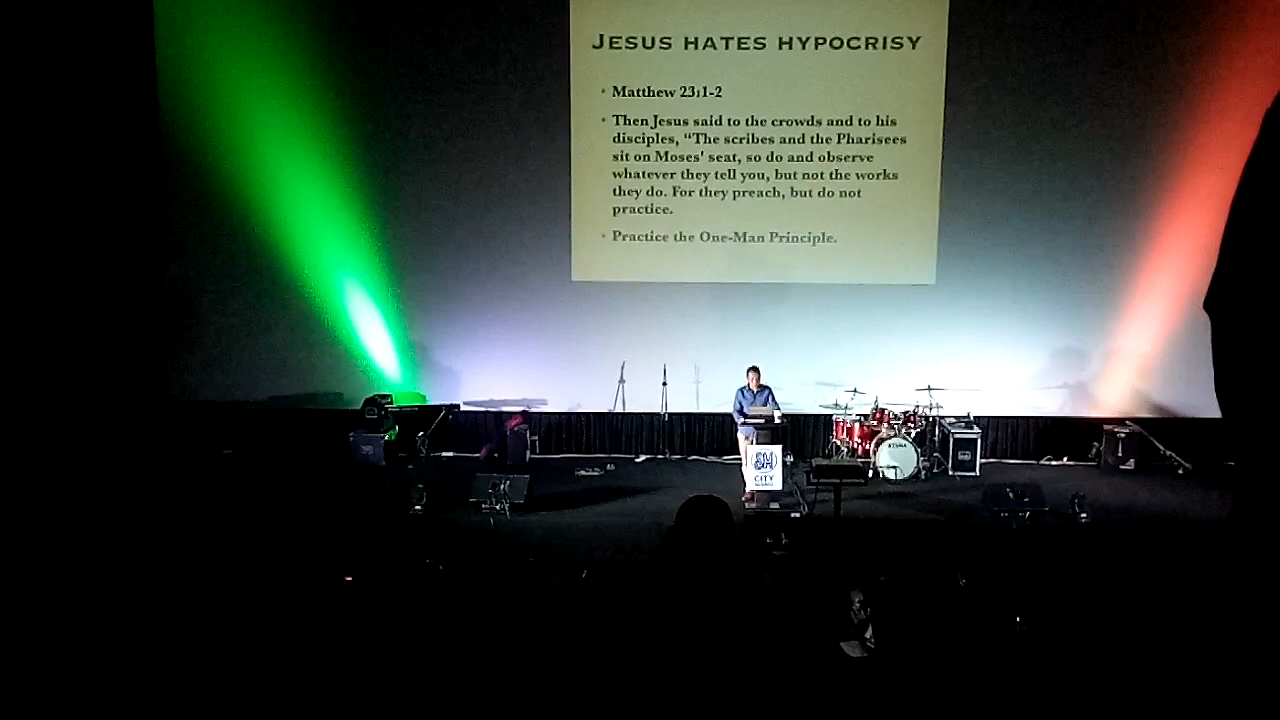 JESUS HATES HYPOCRISY
• Matthew 23:1-2
• Then Jesus said to the crowds and to his
disciples, “The scribes and the Pharisees
sit on Moses' seat, so do and observe
whatever they tell you, but not the works
they do. For they preach, but do not
practice.
• Practice the One-Man Principle.
SM
CITY